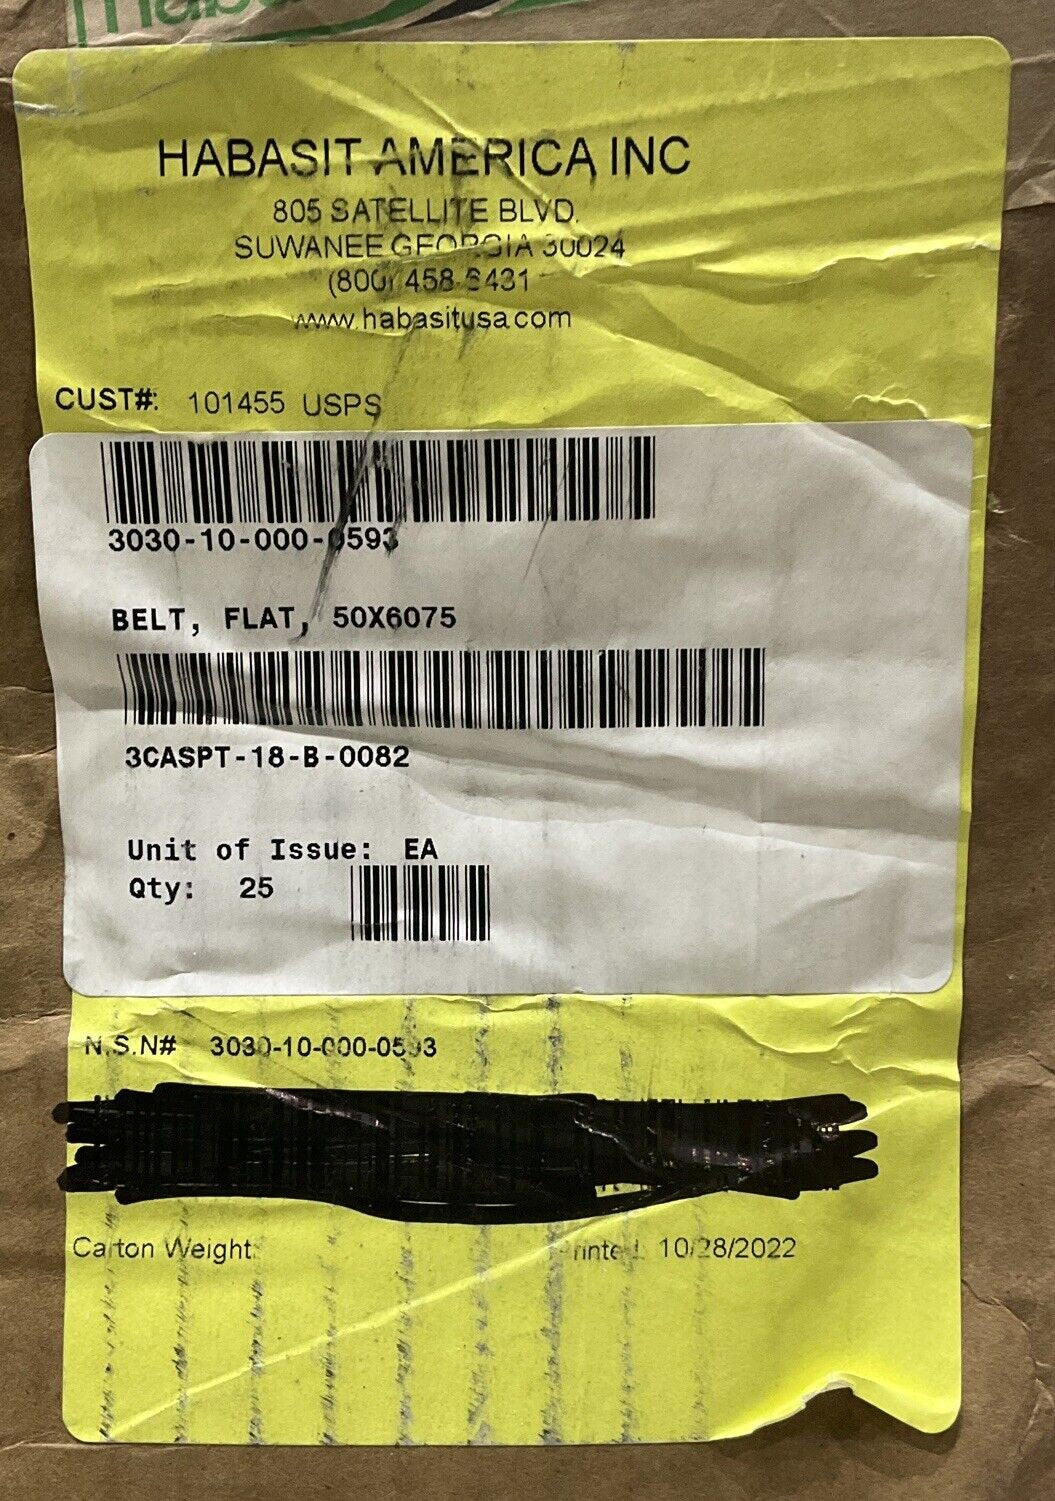 HABASIT AMERICA INC
805 SATELLITE BLVD.
SUWANEE GEORGIA 30024
(800) 458-6431
www.habasitusa.com
CUST#: 101455 USPS
3030-10-000-0593
BELT, FLAT, 50X6075
3CASPT-18-B-0082
Unit of Issue: EA
Qty: 25
N.S.N# 3030-10-000-0593
Carton Weight:
Printed: 10/28/2022